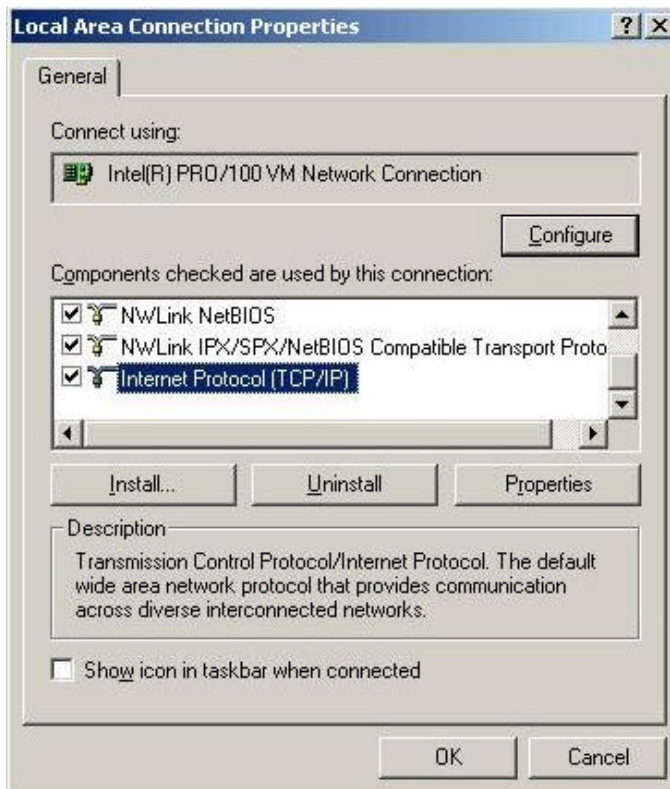 Local Area Connection Properties
General
Connect using:
Intel(R) PRO/100 VM Network Connection
Configure
Components checked are used by this connection:
NWLink NetBIOS
NWLink IPX/SPX/NetBIOS Compatible Transport Proto
Internet Protocol (TCP/IP)
Install... Uninstall Properties
Description
Transmission Control Protocol/Internet Protocol. The default
wide area network protocol that provides communication
across diverse interconnected networks.
Show icon in taskbar when connected
OK Cancel